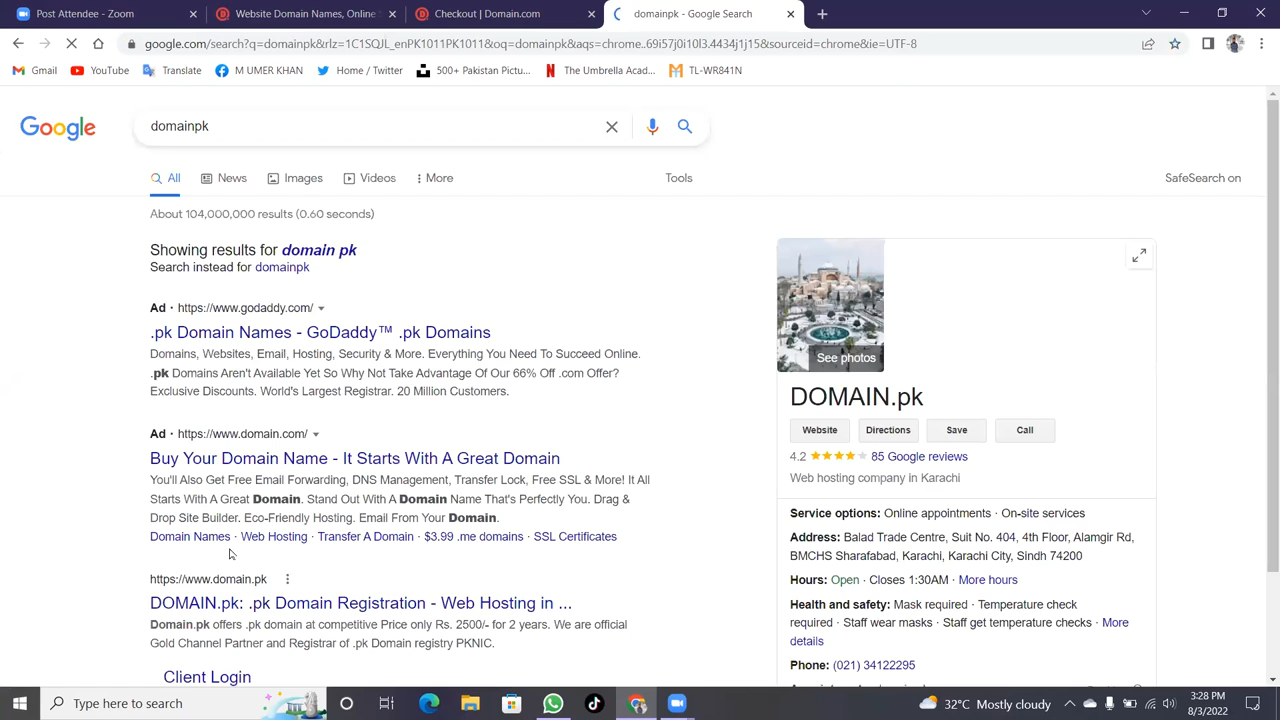 Post Attende - Zoom
Website Domain Names, Online
Checkout | Domain.com
domainpk - Google Search
google.com/search?q=domainpk&rlz=1C1SQJL_enPK1011PK1011&oq=domainpk&aqs=chrome..69i57j0i10l3.4434j1j15&sourceid=chrome&ie=UTF-8
Gmail YouTube Translate M UMER KHAN Home / Twitter 500+ Pakistan Pictu... The Umbrella Acad... TL-WR841N
Google
domainpk
All News Images Videos More Tools SafeSearch on
About 104,000,000 results (0.60 seconds)
Showing results for domain pk
Search instead for domainpk
Ad · https://www.godaddy.com/
.pk Domain Names - GoDaddy™ .pk Domains
Domains, Websites, Email, Hosting, Security & More. Everything You Need To Succeed Online.
.pk Domains Aren't Available Yet So Why Not Take Advantage Of Our 66% Off .com Offer?
Exclusive Discounts. World's Largest Registrar. 20 Million Customers.
Ad · https://www.domain.com/
Buy Your Domain Name - It Starts With A Great Domain
You'll Also Get Free Email Forwarding, DNS Management, Transfer Lock, Free SSL & More! It All
Starts With A Great Domain. Stand Out With A Domain Name That's Perfectly You. Drag &
Drop Site Builder. Eco-Friendly Hosting. Email From Your Domain.
Domain Names · Web Hosting · Transfer A Domain · $3.99 .me domains · SSL Certificates
https://www.domain.pk
DOMAIN.pk: .pk Domain Registration - Web Hosting in ...
Domain.pk offers .pk domain at competitive Price only Rs. 2500/- for 2 years. We are official
Gold Channel Partner and Registrar of .pk Domain registry PKNIC.
Client Login
See photos
DOMAIN.pk
Website Directions Save Call
4.2 85 Google reviews
Web hosting company in Karachi
Service options: Online appointments · On-site services
Address: Balad Trade Centre, Suit No. 404, 4th Floor, Alamgir Rd,
BMCHS Sharafabad, Karachi, Karachi City, Sindh 74200
Hours: Open · Closes 1:30AM · More hours
Health and safety: Mask required · Temperature check
required · Staff wear masks · Staff get temperature checks · More
details
Phone: (021) 34122295
Type here to search
32°C Mostly cloudy
3:28 PM
8/3/2022